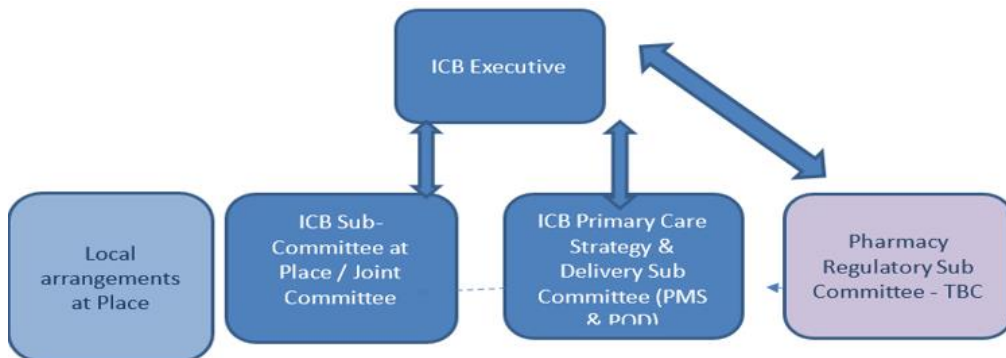 ICB Executive
Local
arrangements
at Place
ICB Sub-
Committee at
Place / Joint
Committee
ICB Primary Care
Strategy &
Delivery Sub
Committee (PMS
& POD)
Pharmacy
Regulatory Sub
Committee - TBC